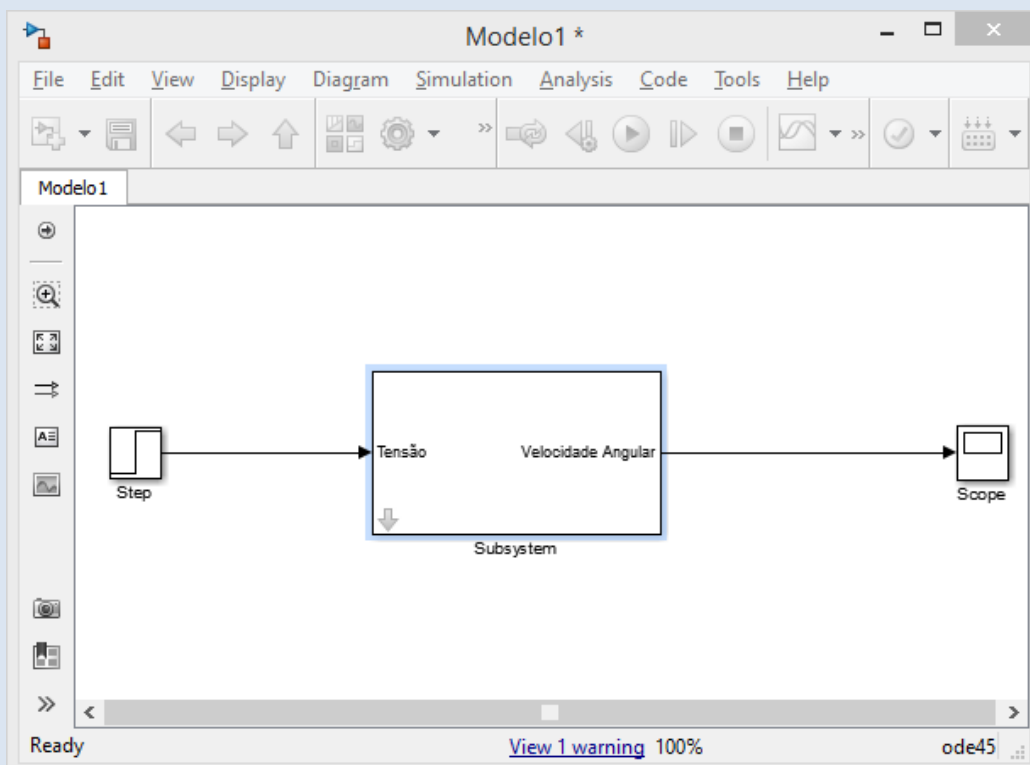 Modelo1 *
File Edit View Display Diagram Simulation Analysis Code Tools Help
Modelo1
Tensão Velocidade Angular
Step
Scope
Subsystem
Ready View 1 warning 100% ode45